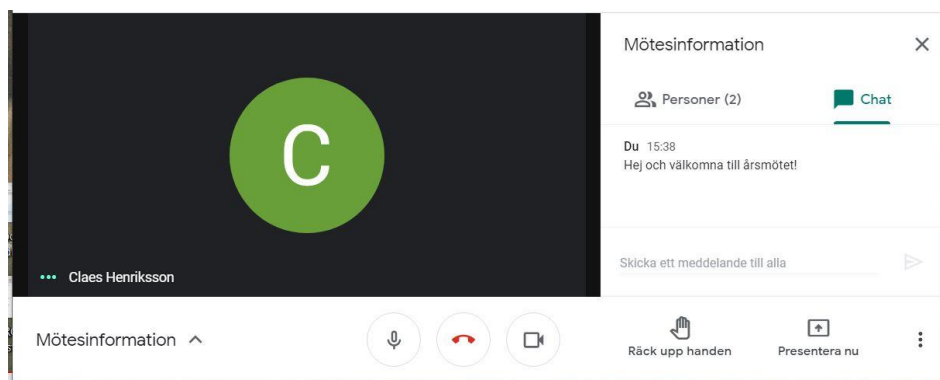 C
Claes Henriksson
Mötesinformation
Personer (2)
Chat
Du 15:38
Hej och välkomna till årsmötet!
Skicka ett meddelande till alla
Mötesinformation
Räck upp handen
Presentera nu